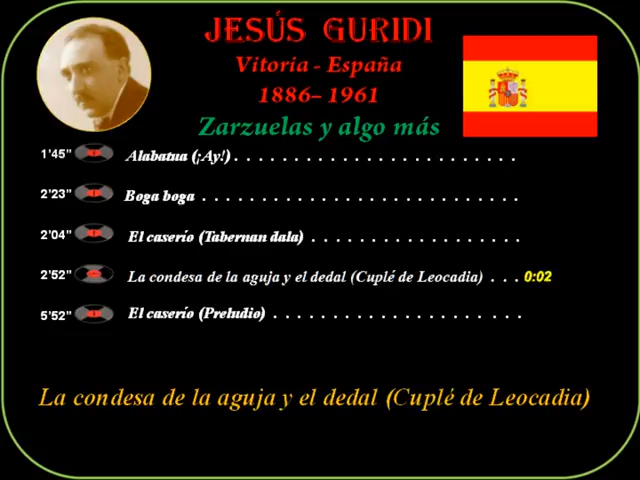 JESÚS GURIDI
Vitoria - España
1886– 1961
Zarzuelas y algo más
1’45” Alabatua (¡Ay!) . . . . . . . . . . . . . . . . . . . . . . . .
2’23” Boga boga . . . . . . . . . . . . . . . . . . . . . . . . . . .
2’04” El caserío (Tabernan dala) . . . . . . . . . . . . . . . . . .
2’52” La condesa de la aguja y el dedal (Cuplé de Leocadia) . . . 0:02
5’52” El caserío (Preludio) . . . . . . . . . . . . . . . . . . . . .
La condesa de la aguja y el dedal (Cuplé de Leocadia)